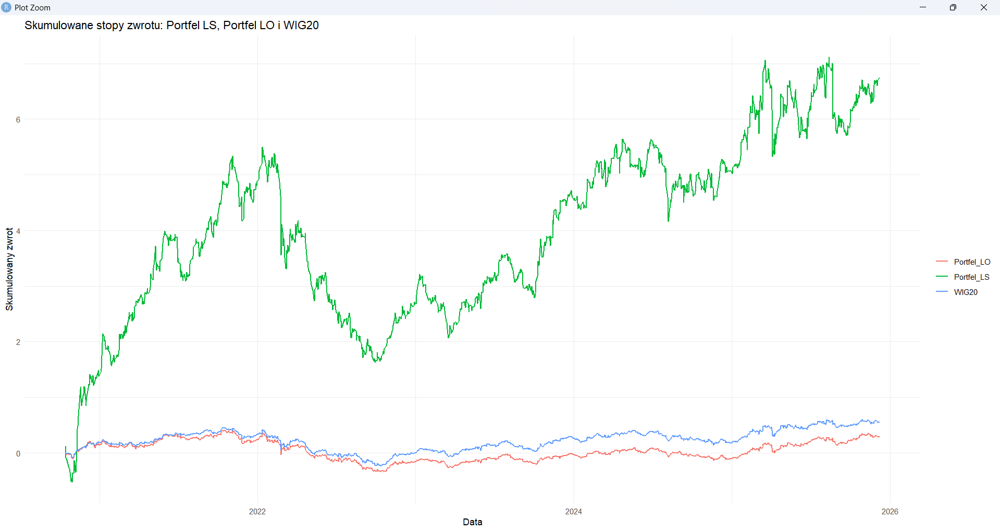 R Plot Zoom
Skumulowane stopy zwrotu: Portfel LS, Portfel LO i WIG20
Skumulowany zwrot
6
4
2
0
2022
2024
2026
Data
Portfel_LO
Portfel_LS
WIG20